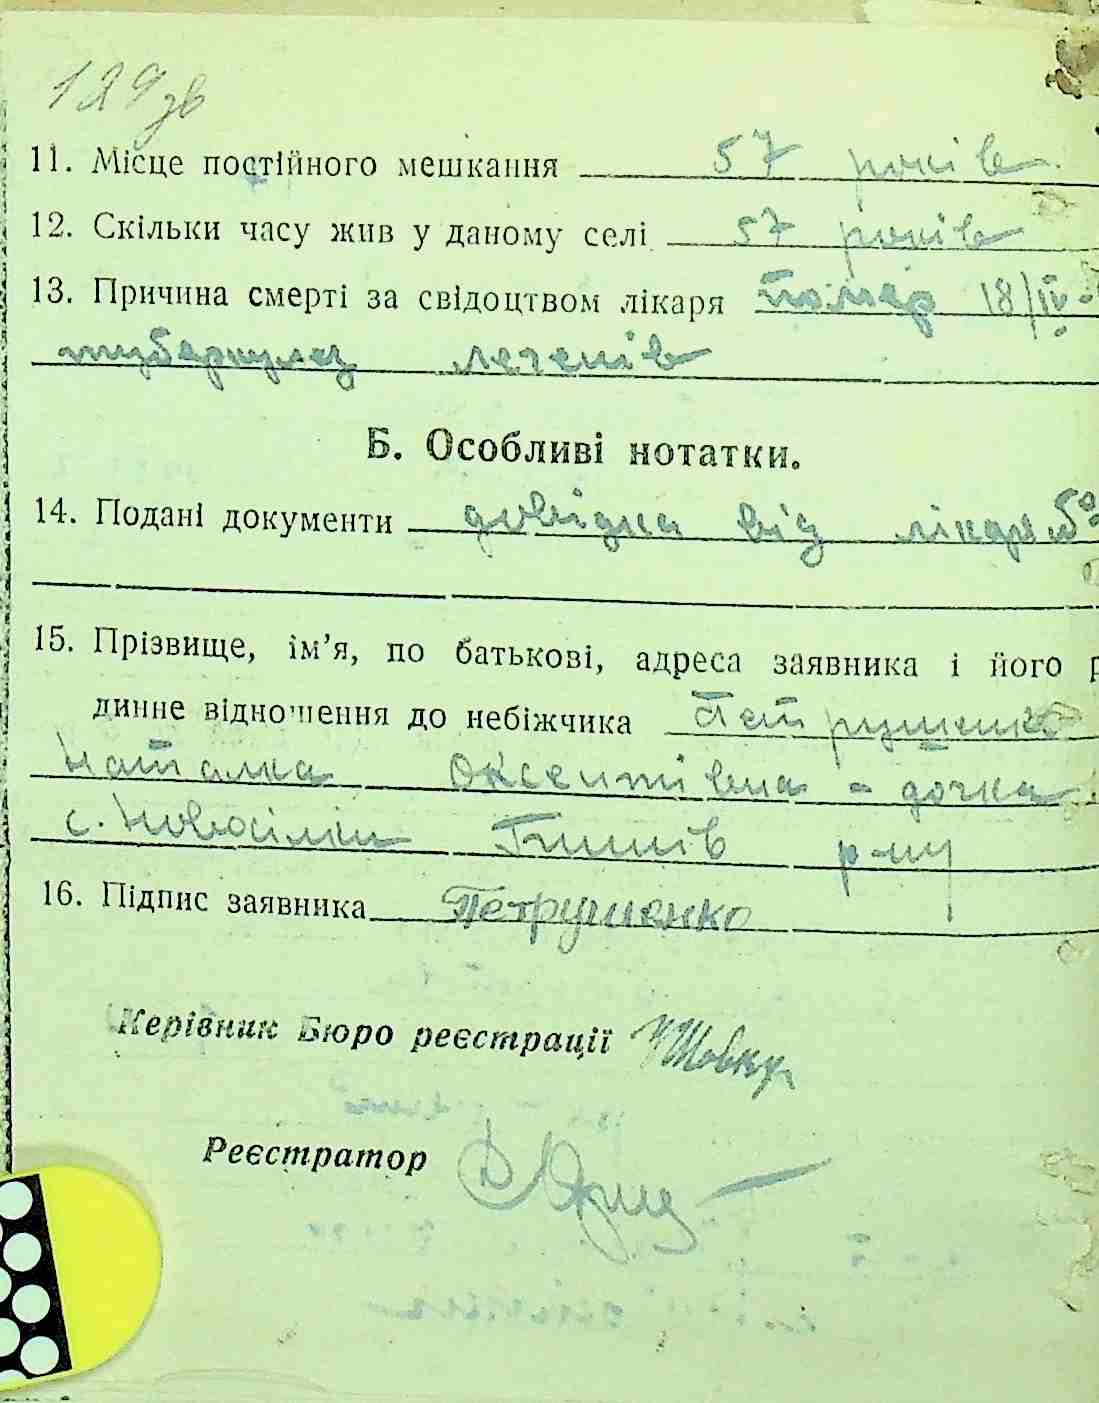 129 зв
11. Місце постійного мешкання 57 років
12. Скільки часу жив у даному селі 57 років
13. Причина смерті за свідоцтвом лікаря Помер 18/IV-
туберкулез легенів
Б. Особливі нотатки.
14. Подані документи довідка від лікаря
15. Прізвище, ім’я, по батькові, адреса заявника і його р
динне відношення до небіжчика Петрушенко
Наталка Оксентівна - дочка
с. Новосілки р-ну
16. Підпис заявника Петрушенко
Керівник Бюро реєстрації
Реєстратор